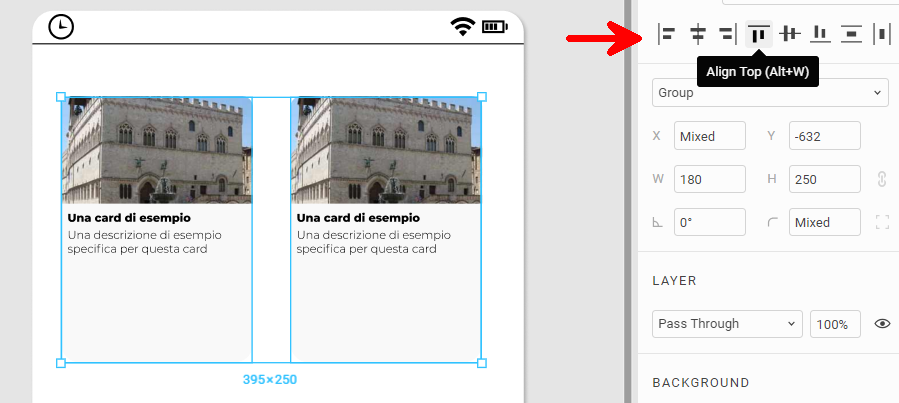 Align Top (Alt+W)
Group
X Mixed Y -632
W 180 H 250
0° Mixed
LAYER
Pass Through 100%
BACKGROUND
Una card di esempio
Una descrizione di esempio
specifica per questa card
Una card di esempio
Una descrizione di esempio
specifica per questa card
395×250